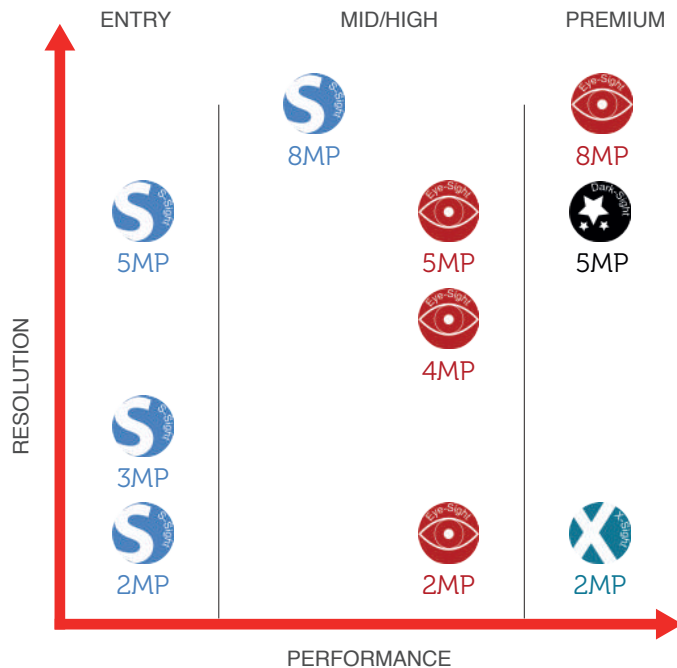 ENTRY
MID/HIGH
PREMIUM
S
S-Sight
8MP
Eye-Sight
8MP
S
S-Sight
5MP
Eye-Sight
5MP
Dark-Sight
5MP
Eye-Sight
4MP
S
S-Sight
3MP
S
S-Sight
2MP
Eye-Sight
2MP
X
X-Sight
2MP
RESOLUTION
PERFORMANCE